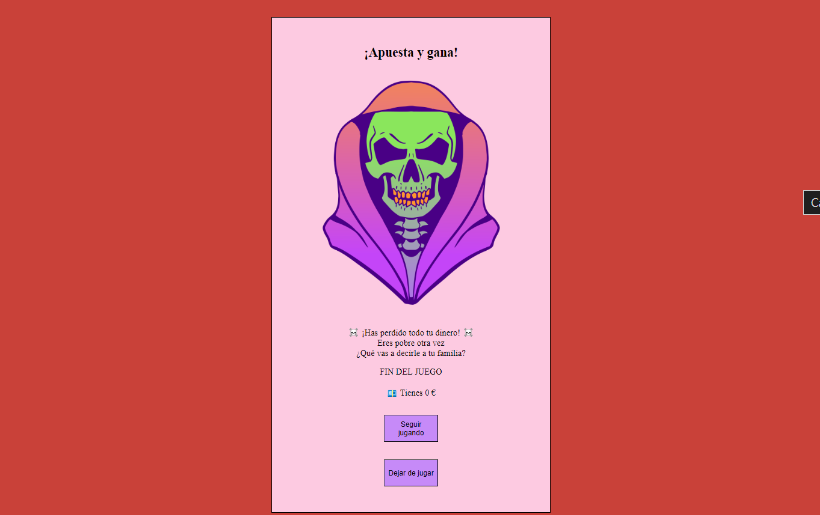 ¡Apuesta y gana!
¡Has perdido todo tu dinero!
Eres pobre otra vez
¿Qué vas a decirle a tu familia?
FIN DEL JUEGO
Tienes 0 €
Seguir
jugando
Dejar de jugar